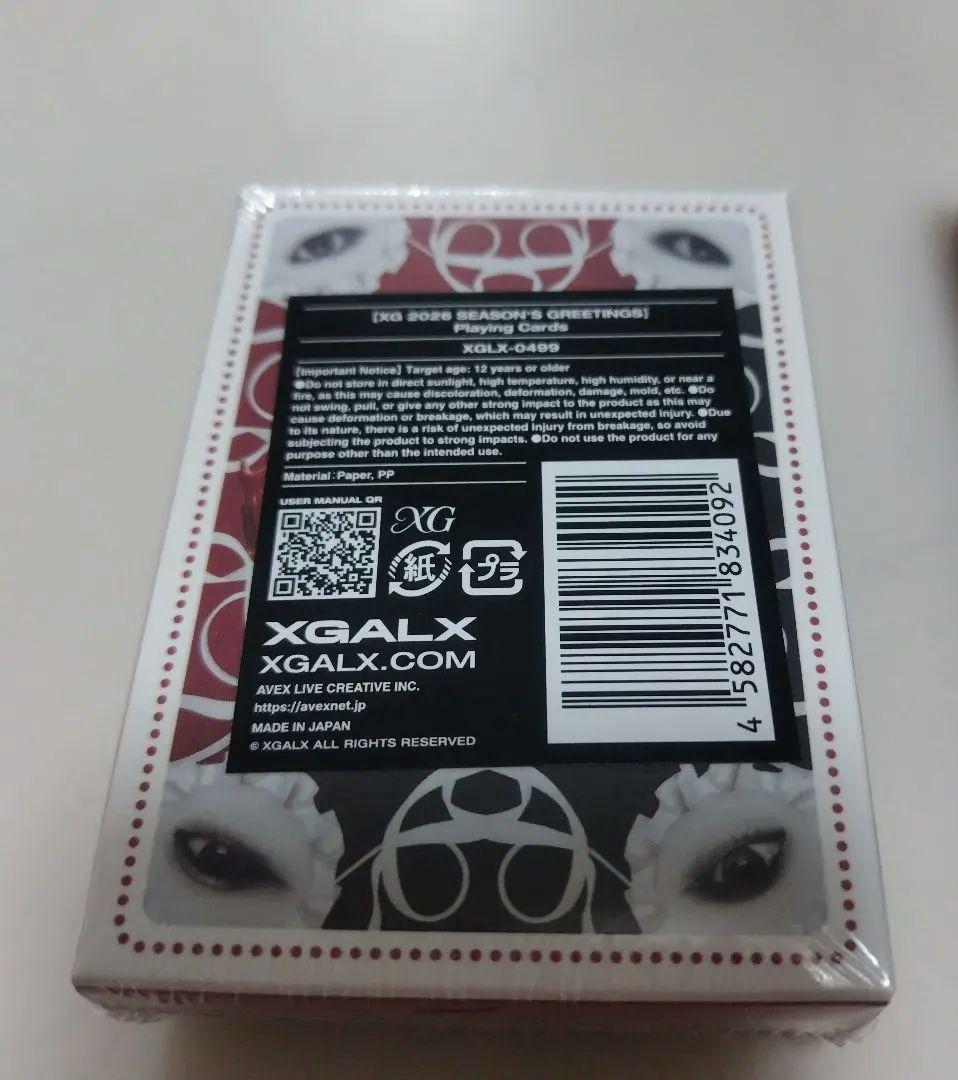 [XG 2026 SEASON'S GREETINGS]
Playing Cards
XGLX-0499
[Important Notice] Target age: 12 years or older
●Do not store in direct sunlight, high temperature, high humidity, or near a
fire, as this may cause discoloration, deformation, damage, mold, etc. ●Do
not swing, pull, or give any other strong impact to the product as this may
cause deformation or breakage, which may result in unexpected injury. ●Due
to its nature, there is a risk of unexpected injury from breakage, so avoid
subjecting the product to strong impacts. ●Do not use the product for any
purpose other than the intended use.
Material:Paper, PP
USER MANUAL QR
XG
紙
プラ
XGALX
XGALX.COM
AVEX LIVE CREATIVE INC.
https://avexnet.jp
MADE IN JAPAN
© XGALX ALL RIGHTS RESERVED
4 582771 834092